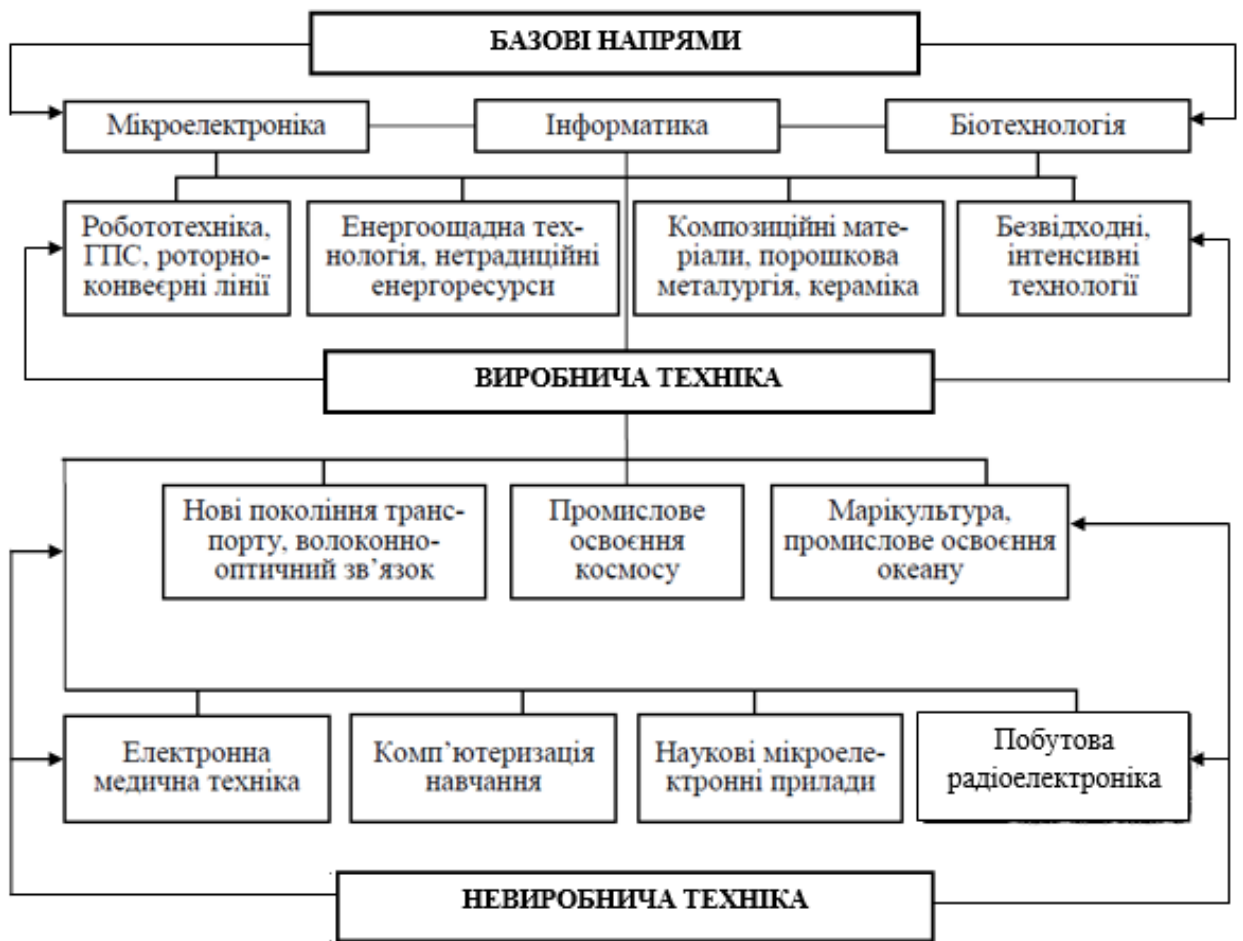 БАЗОВІ НАПРЯМИ
Мікроелектроніка
Інформатика
Біотехнологія
Робототехніка,
ГПС, роторно-
конвеєрні лінії
Енергоощадна тех-
нологія, нетрадиційні
енергоресурси
Композиційні мате-
ріали, порошкова
металургія, кераміка
Безвідходні,
інтенсивні
технології
ВИРОБНИЧА ТЕХНІКА
Нові покоління транс-
порту, волоконно-
оптичний зв’язок
Промислове
освоєння
космосу
Марікультура,
промислове освоєння
океану
Електронна
медична техніка
Комп’ютеризація
навчання
Наукові мікроеле-
ктронні прилади
Побутова
радіоелектроніка
НЕВИРОБНИЧА ТЕХНІКА